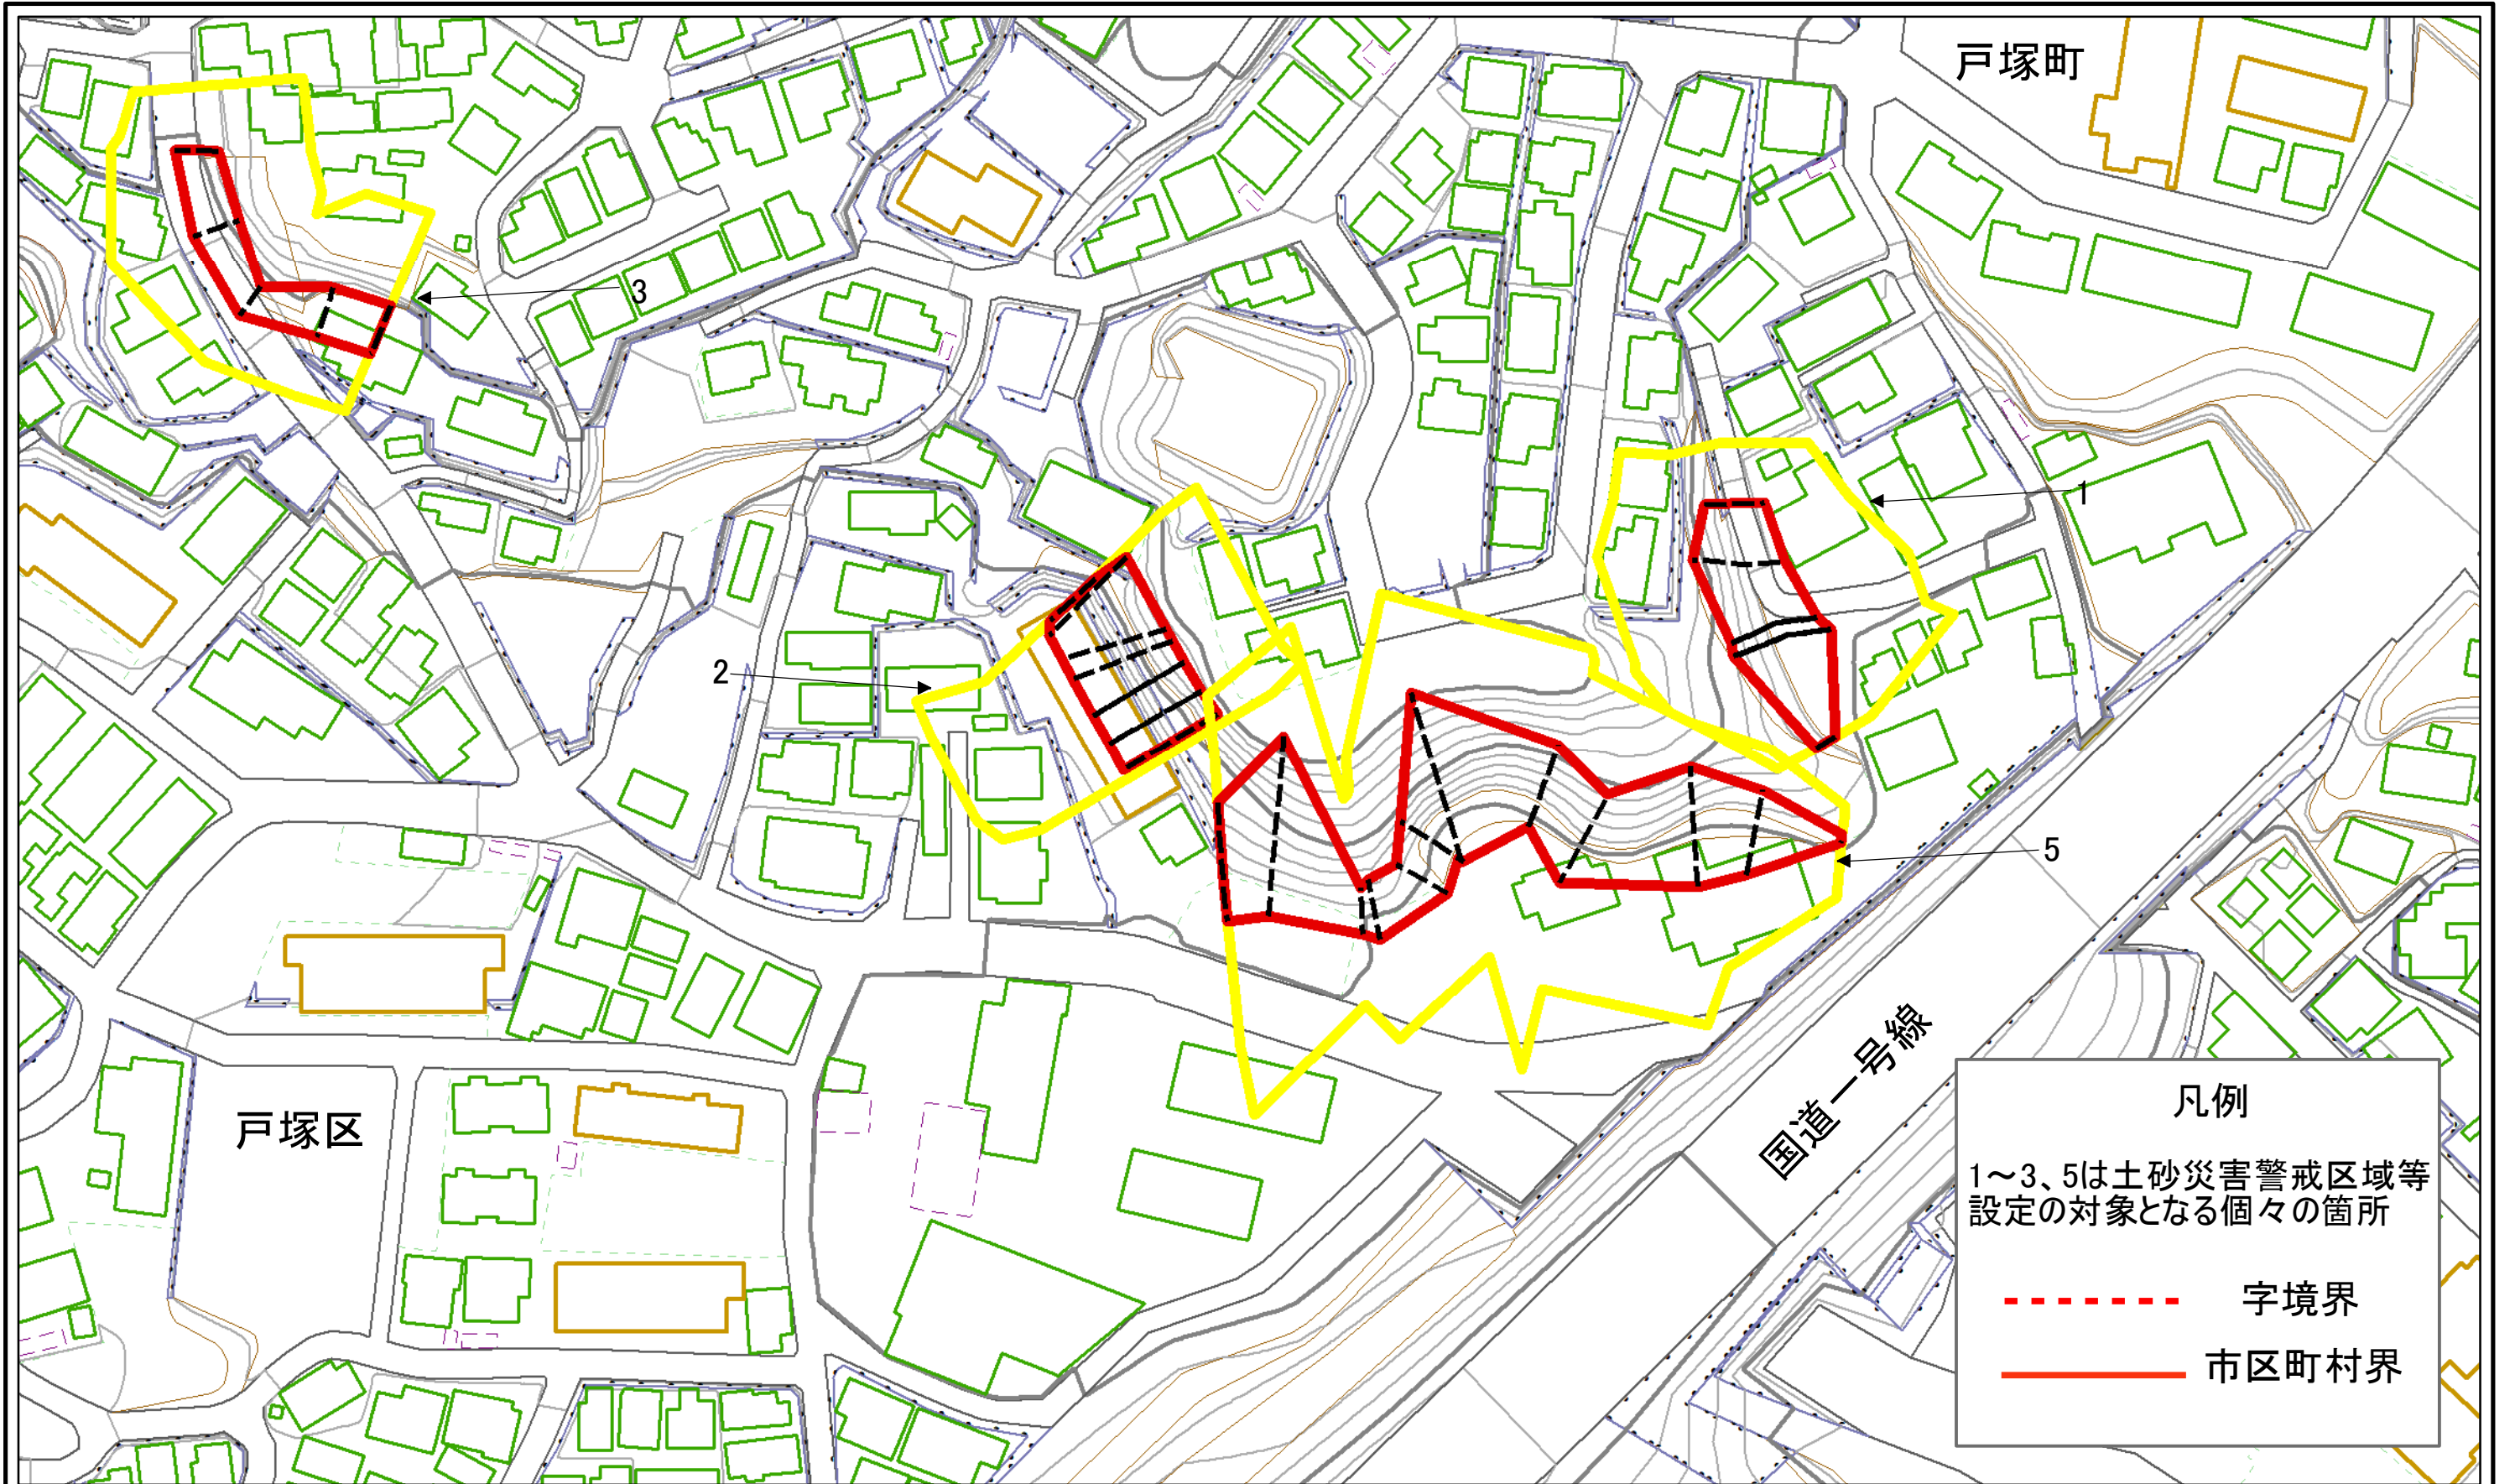 戸塚町
3
1
2
5
国道一号線
戸塚区
凡例
1～3、5は土砂災害警戒区域等
設定の対象となる個々の箇所
字境界
市区町村界